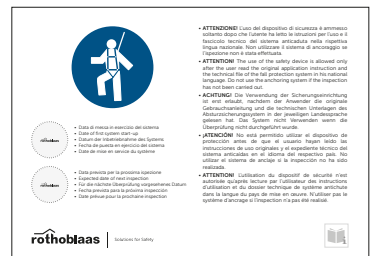 • ATTENZIONE! L'uso del dispositivo di sicurezza è ammesso
soltanto dopo che l'utente ha letto le istruzioni per l'uso e il
fascicolo tecnico del sistema anticaduta nella rispettiva
lingua nazionale. Non utilizzare il sistema di ancoraggio se
l'ispezione non è stata effettuata.
• ATTENTION! The use of the safety device is allowed only
after the user read the original application instruction and
the technical file of the fall protection system in his national
language. Do not use the anchoring system if the inspection
has not been carried out.
• ACHTUNG! Die Verwendung der Sicherungseinrichtung
ist erst erlaubt, nachdem der Anwender die originale
Gebrauchsanleitung und die technischen Unterlagen des
Absturzsicherungssystem in der jeweiligen Landessprache
gelesen hat. Das System nicht Verwenden wenn die
Überprüfung nicht durchgeführt wurde.
• ¡ATENCIÓN! No está permitido utilizar el dispositivo de
protección antes de que el usuario hayan leído las
instrucciones de uso originales y el expediente técnico del
sistema anticaídas en el idioma del respectivo país. No
utilizar el sistema de anclaje si la inspección no ha sido
realizada.
• ATTENTION! L'utilisation du dispositif de sécurité n'est
autorisée qu'après lecture par l'utilisateur des instructions
d'utilisation et du dossier technique de système antichute
dans la langue du pays de mise en œuvre. N'utilisez pas le
système d'ancrage si l'inspection n'a pas été réalisé.
rothoblaas
• Data di messa in esercizio del sistema
• Date of first system start-up
• Datum der Inbetriebnahme des Systems
• Fecha de puesta en ejercicio del sistema
• Date de mise en service du système
rothoblaas
• Data prevista per la prossima ispezione
• Expected date of next inspection
• Für die nächste Überprüfung vorgesehenes Datum
• Fecha prevista para la próxima inspección
• Date prévue pour la prochaine inspection
rothoblaas
Solutions for Safety